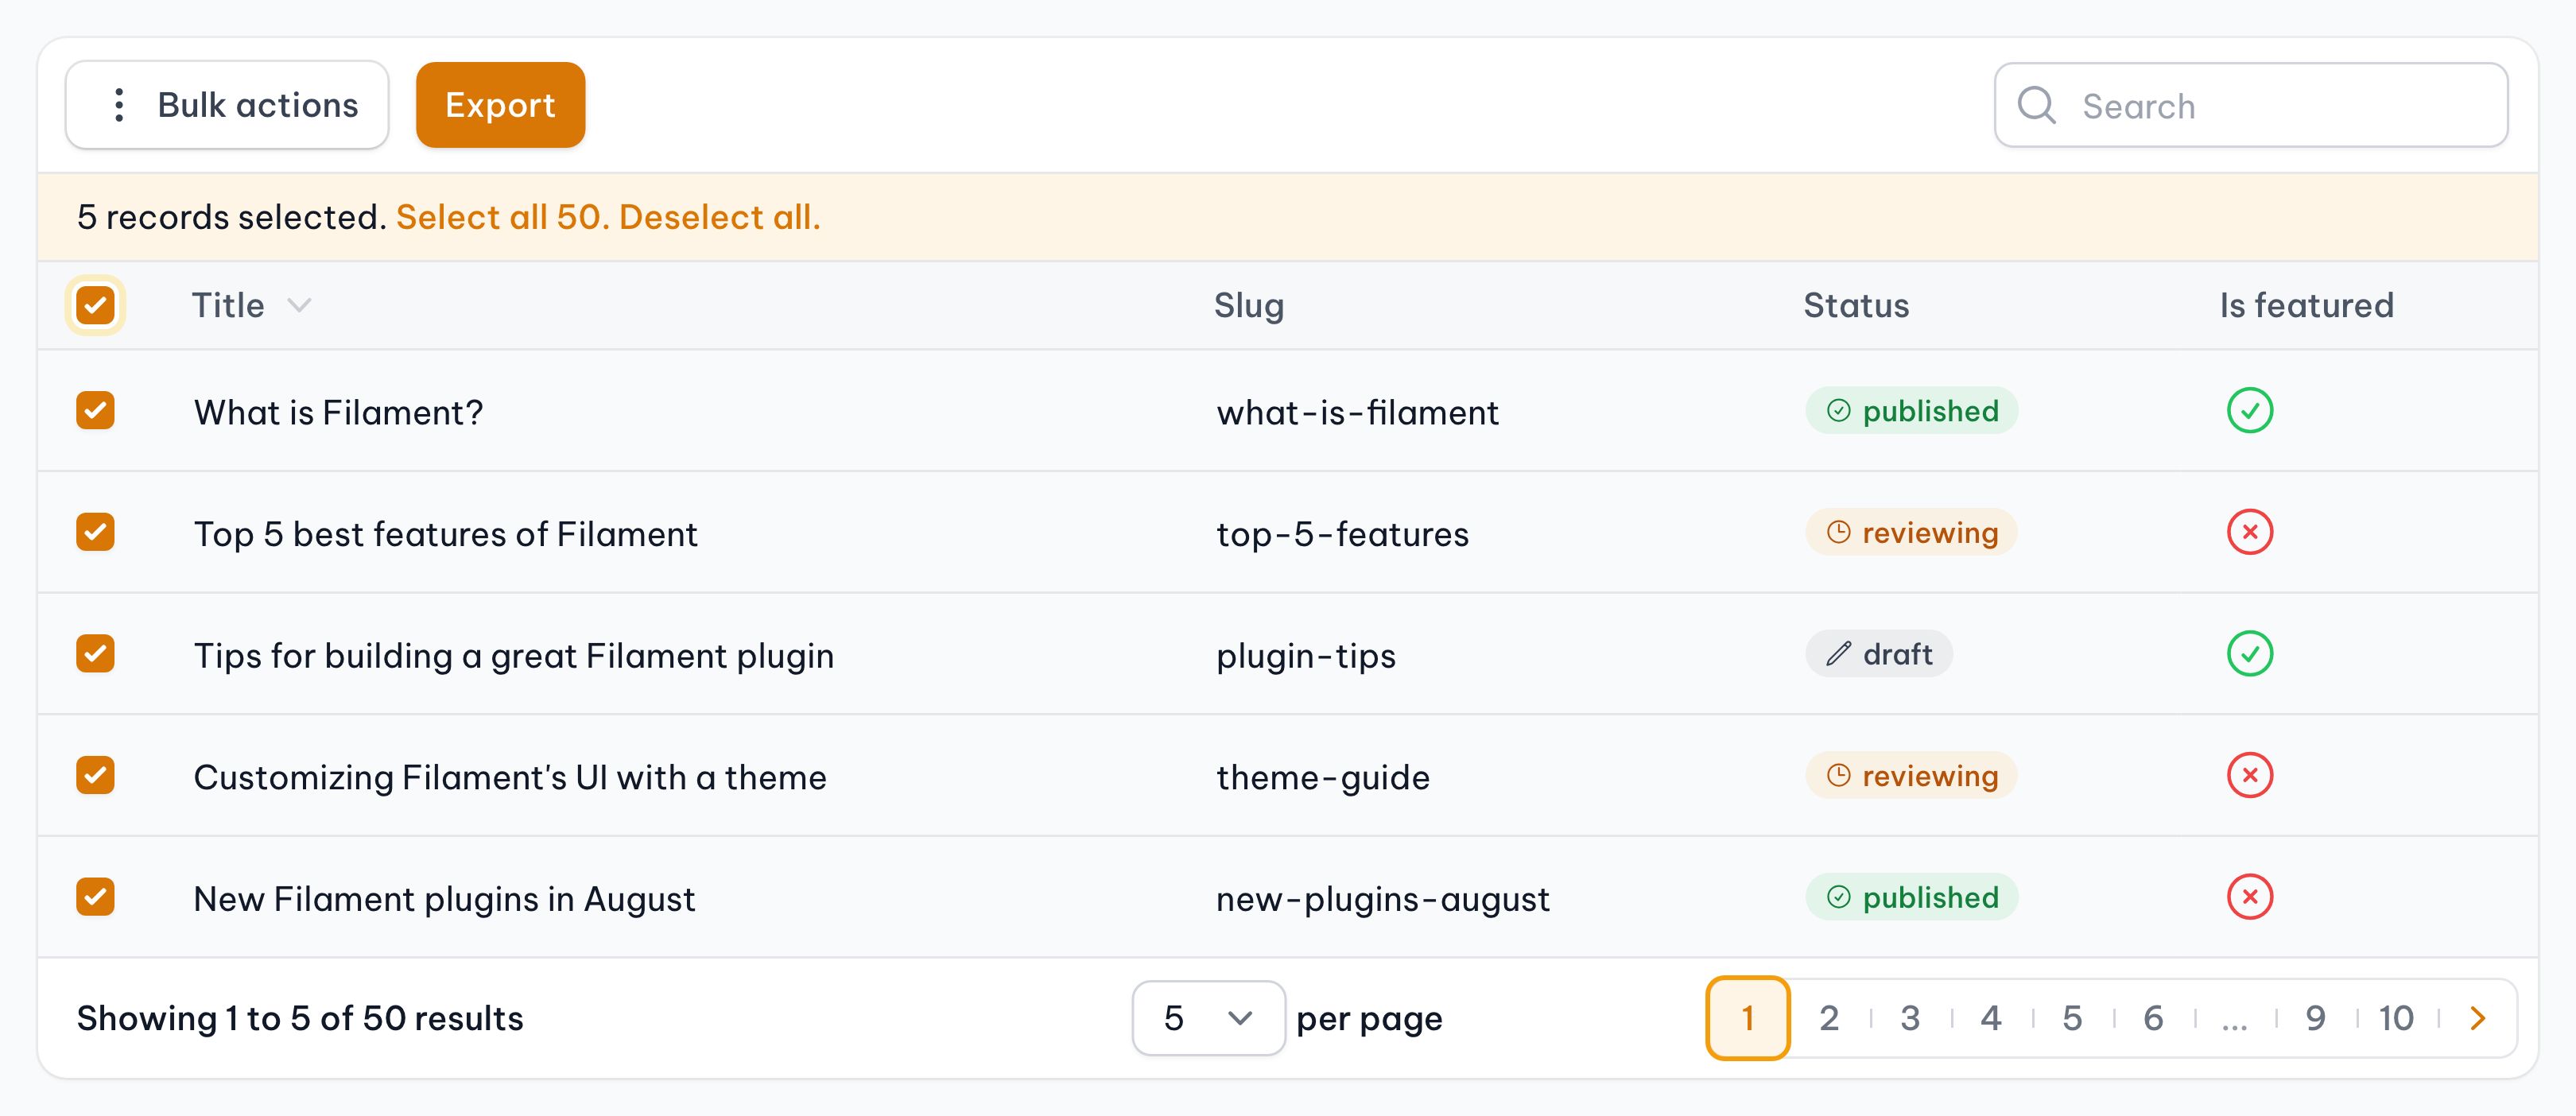 Bulk actions Export Search
5 records selected. Select all 50. Deselect all.
Title Slug Status Is featured
What is Filament? what-is-filament published
Top 5 best features of Filament top-5-features reviewing
Tips for building a great Filament plugin plugin-tips draft
Customizing Filament's UI with a theme theme-guide reviewing
New Filament plugins in August new-plugins-august published
Showing 1 to 5 of 50 results 5 per page 1 2 3 4 5 6 ... 9 10